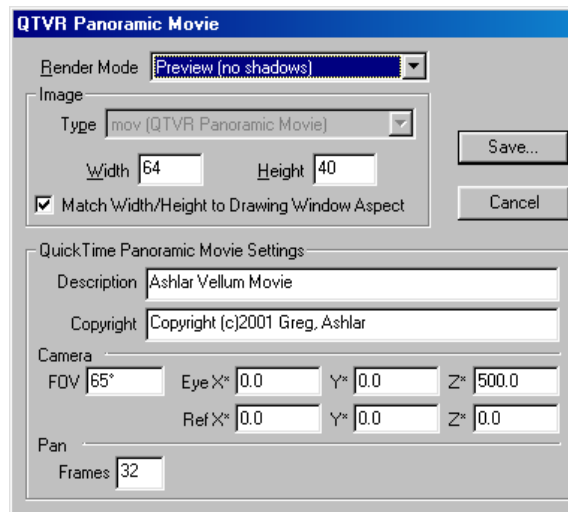 QTVR Panoramic Movie
Render Mode Preview (no shadows)
Image
Type mov (QTVR Panoramic Movie)
Width 64 Height 40
Match Width/Height to Drawing Window Aspect
Save...
Cancel
QuickTime Panoramic Movie Settings
Description Ashlar Vellum Movie
Copyright Copyright (c)2001 Greg, Ashlar
Camera
FOV 65° Eye X* 0.0 Y* 0.0 Z* 500.0
Ref X* 0.0 Y* 0.0 Z* 0.0
Pan
Frames 32